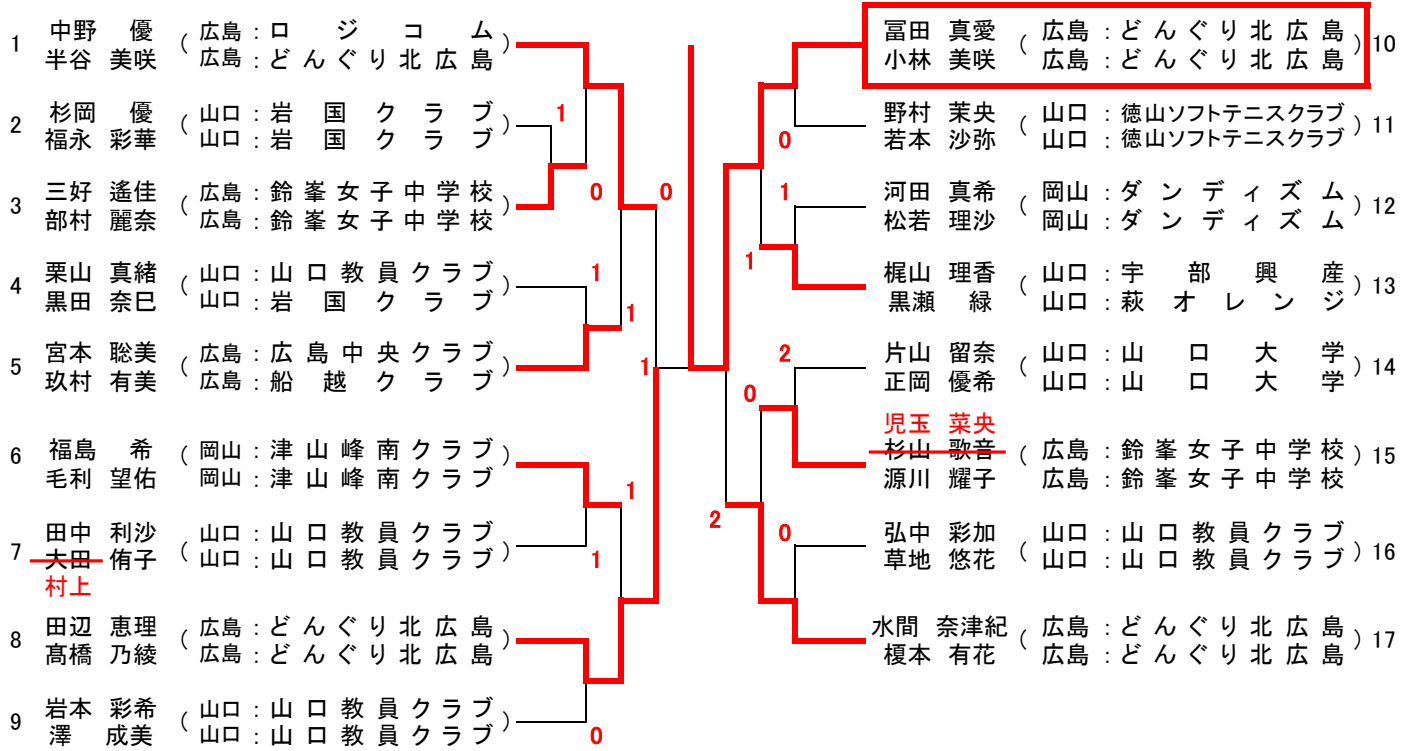 1 中野 優 ( 広島 : ロジコム )
半谷 美咲 広島 : どんぐり北広島
2 杉岡 優 ( 山口 : 岩国クラブ )
福永 彩華 山口 : 岩国クラブ
1
3 三好 遙佳 ( 広島 : 鈴峯女子中学校 )
部村 麗奈 広島 : 鈴峯女子中学校
0
0
4 栗山 真緒 ( 山口 : 山口教員クラブ )
黒田 奈巳 山口 : 岩国クラブ
1
1
5 宮本 聡美 ( 広島 : 広島中央クラブ )
玖村 有美 広島 : 船越クラブ
1
6 福島 希 ( 岡山 : 津山峰南クラブ )
毛利 望佑 岡山 : 津山峰南クラブ
1
7 田中 利沙 ( 山口 : 山口教員クラブ )
大田 侑子 山口 : 山口教員クラブ
村上
1
8 田辺 恵理 ( 広島 : どんぐり北広島 )
髙橋 乃綾 広島 : どんぐり北広島
9 岩本 彩希 ( 山口 : 山口教員クラブ )
澤 成美 山口 : 山口教員クラブ
0
冨田 真愛 ( 広島 : どんぐり北広島 ) 10
小林 美咲 広島 : どんぐり北広島
野村 茉央 ( 山口 : 徳山ソフトテニスクラブ ) 11
若本 沙弥 山口 : 徳山ソフトテニスクラブ
0
河田 真希 ( 岡山 : ダンディズム ) 12
松若 理沙 岡山 : ダンディズム
1
1
梶山 理香 ( 山口 : 宇部興産 ) 13
黒瀬 緑 山口 : 萩オレンジ
片山 留奈 ( 山口 : 山口大学 ) 14
正岡 優希 山口 : 山口大学
2
0
児玉 菜央
杉山 歌音 ( 広島 : 鈴峯女子中学校 ) 15
源川 耀子 広島 : 鈴峯女子中学校
2
弘中 彩加 ( 山口 : 山口教員クラブ ) 16
草地 悠花 山口 : 山口教員クラブ
0
水間 奈津紀 ( 広島 : どんぐり北広島 ) 17
榎本 有花 広島 : どんぐり北広島